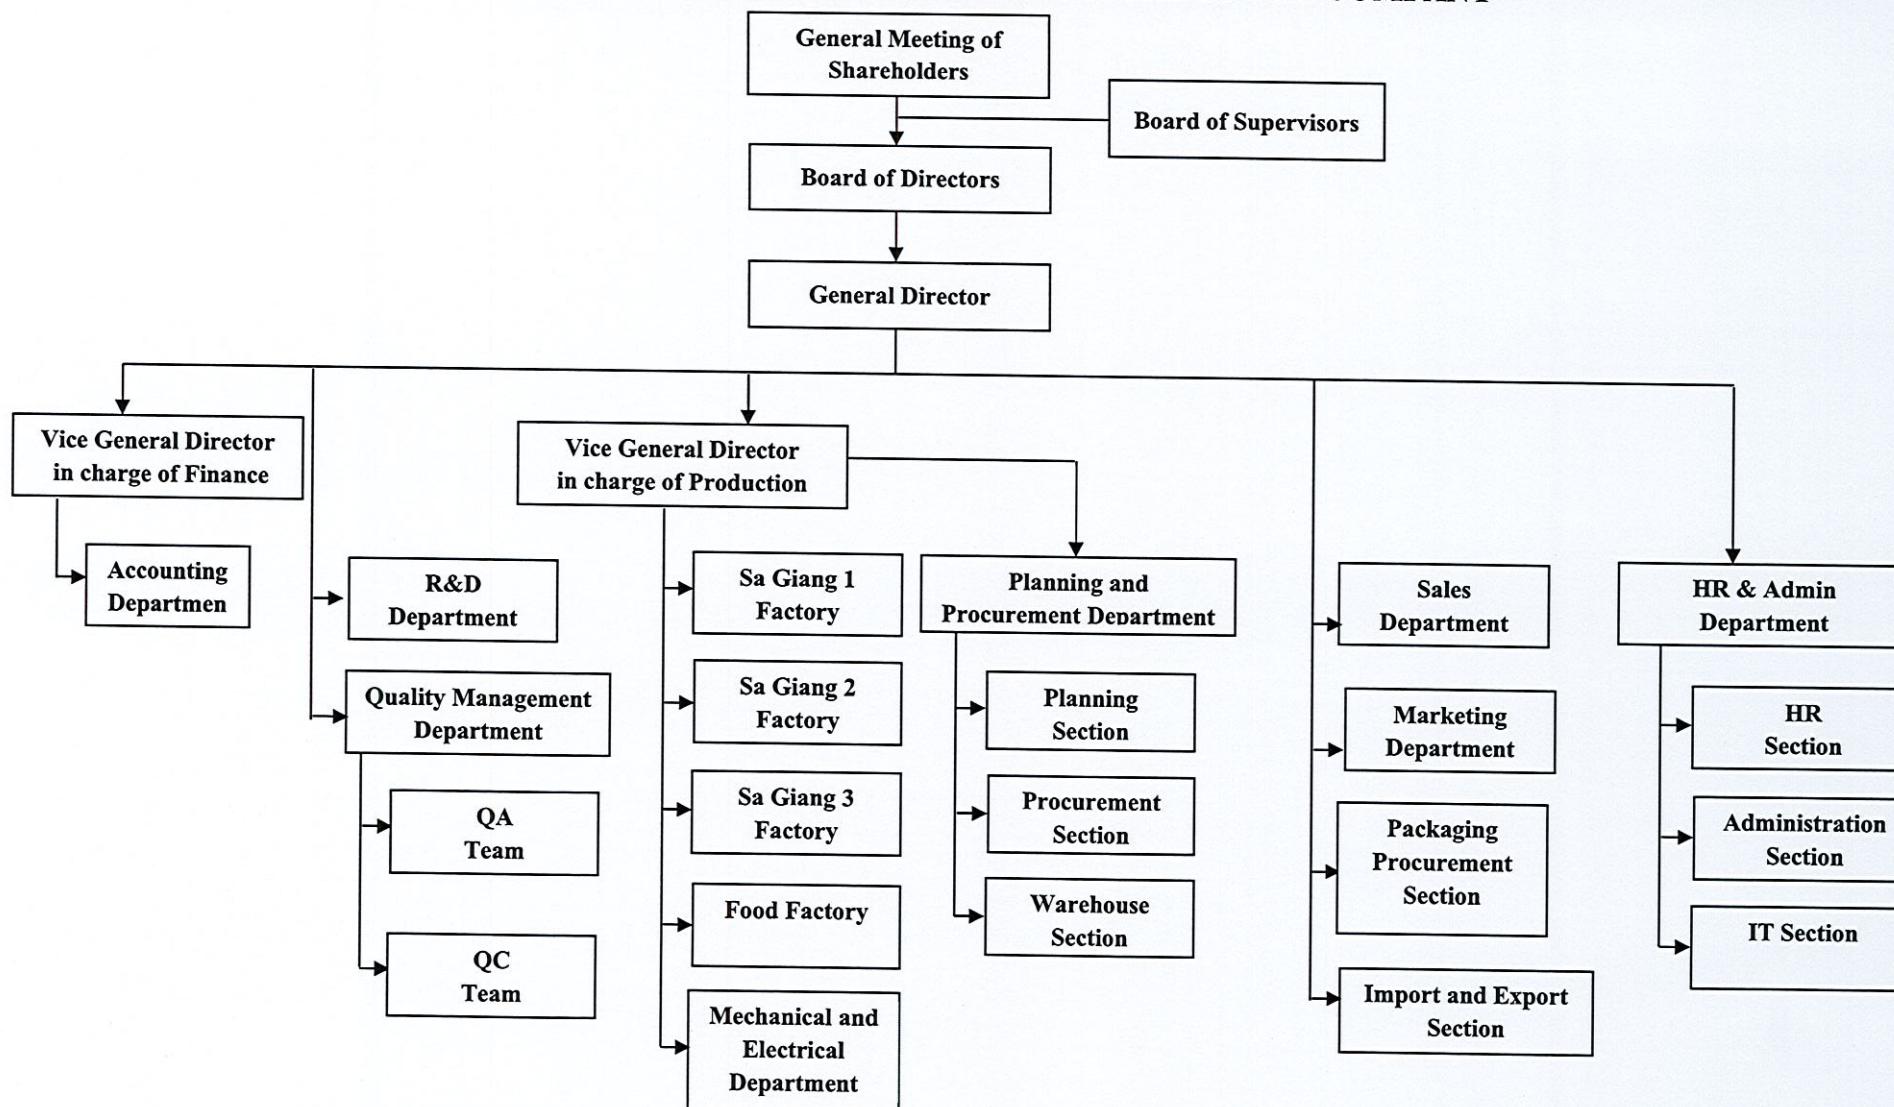 General Meeting of
Shareholders
Board of Supervisors
Board of Directors
General Director
Vice General Director
in charge of Finance
Vice General Director
in charge of Production
Accounting
Departmen
R&D
Department
Quality Management
Department
QA
Team
QC
Team
Sa Giang 1
Factory
Sa Giang 2
Factory
Sa Giang 3
Factory
Food Factory
Mechanical and
Electrical
Department
Planning and
Procurement Department
Planning
Section
Procurement
Section
Warehouse
Section
Sales
Department
Marketing
Department
Packaging
Procurement
Section
Import and Export
Section
HR & Admin
Department
HR
Section
Administration
Section
IT Section